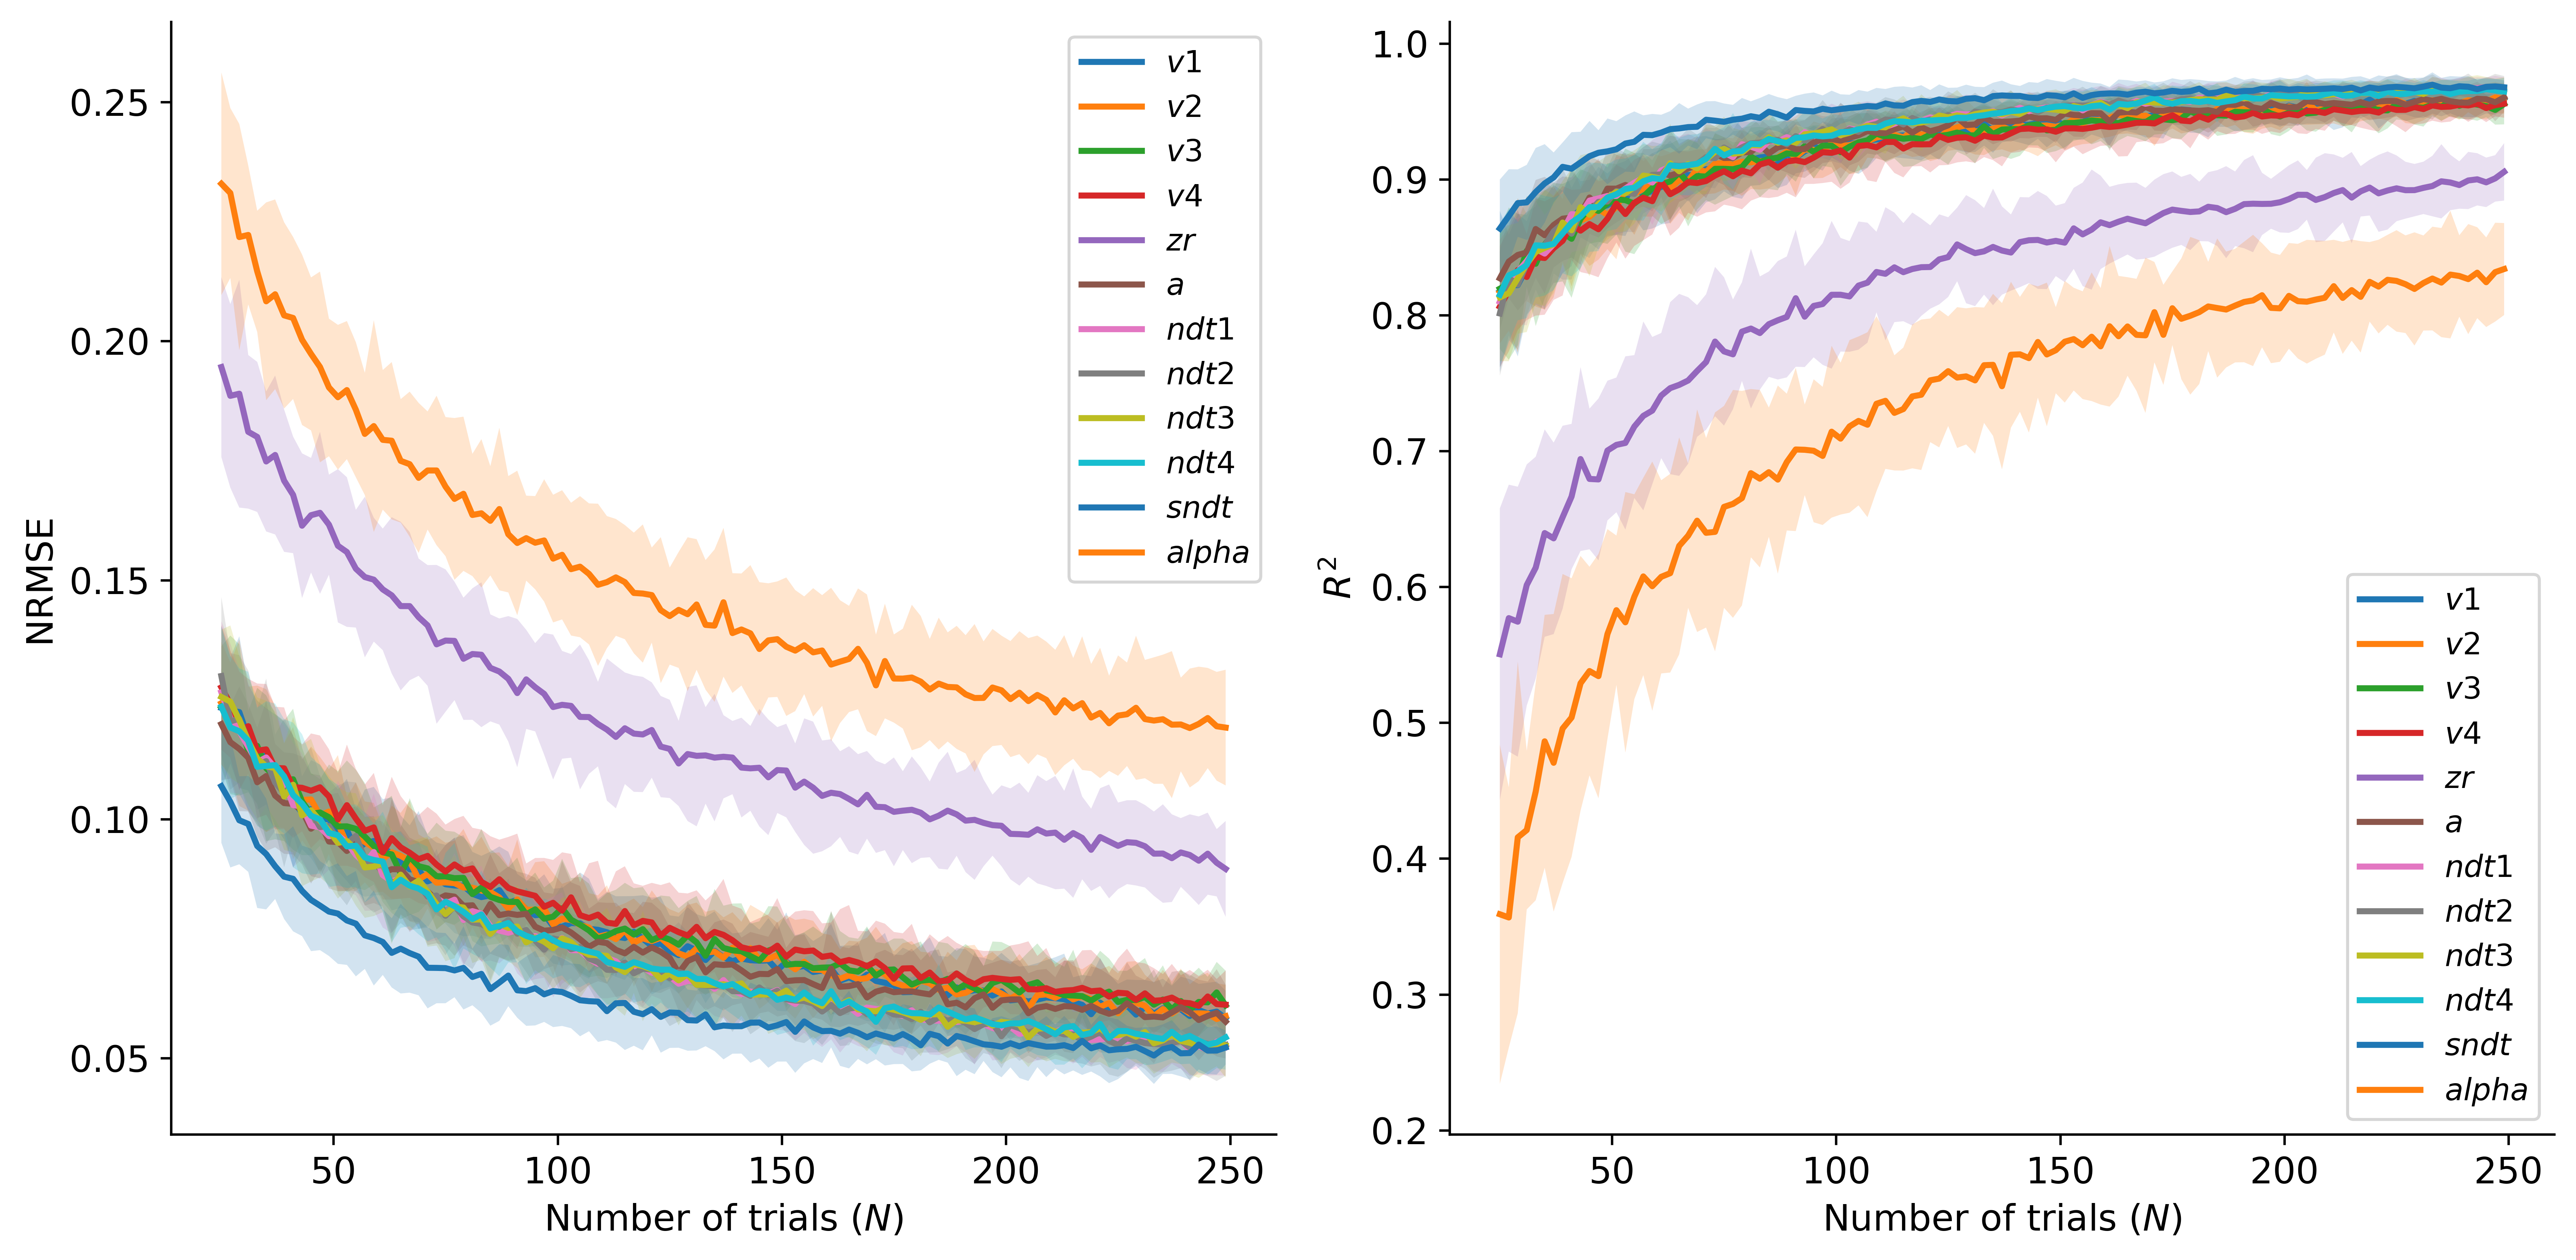 NRMSE
0.25
0.20
0.15
0.10
0.05
50
100
150
200
250
Number of trials (N)
v1
v2
v3
v4
zr
a
ndt1
ndt2
ndt3
ndt4
sndt
alpha
R²
1.0
0.9
0.8
0.7
0.6
0.5
0.4
0.3
0.2
50
100
150
200
250
Number of trials (N)
v1
v2
v3
v4
zr
a
ndt1
ndt2
ndt3
ndt4
sndt
alpha